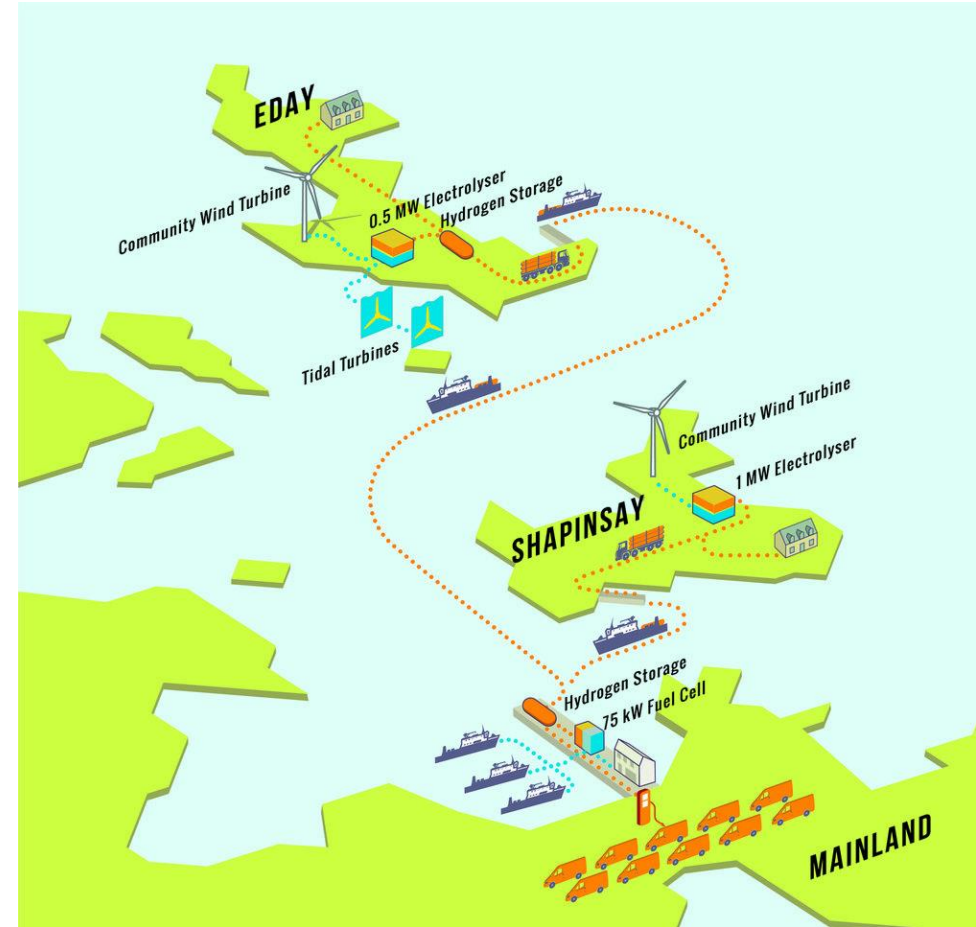 EDAY
Community Wind Turbine
0.5 MW Electrolyser
Hydrogen Storage
Tidal Turbines
Community Wind Turbine
1 MW Electrolyser
SHAPINSAY
Hydrogen Storage
75 kW Fuel Cell
MAINLAND